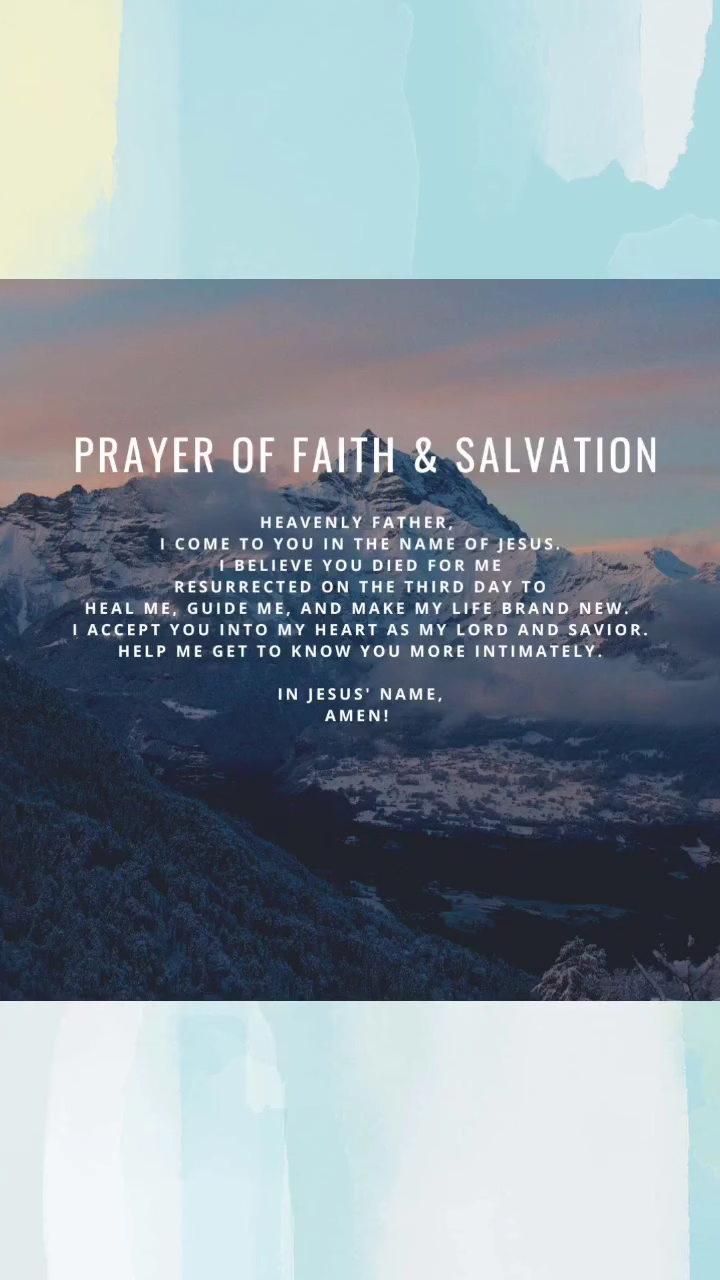 PRAYER OF FAITH & SALVATION
HEAVENLY FATHER,
I COME TO YOU IN THE NAME OF JESUS.
I BELIEVE YOU DIED FOR ME
RESURRECTED ON THE THIRD DAY TO
HEAL ME, GUIDE ME, AND MAKE MY LIFE BRAND NEW.
I ACCEPT YOU INTO MY HEART AS MY LORD AND SAVIOR.
HELP ME GET TO KNOW YOU MORE INTIMATELY.
IN JESUS' NAME,
AMEN!